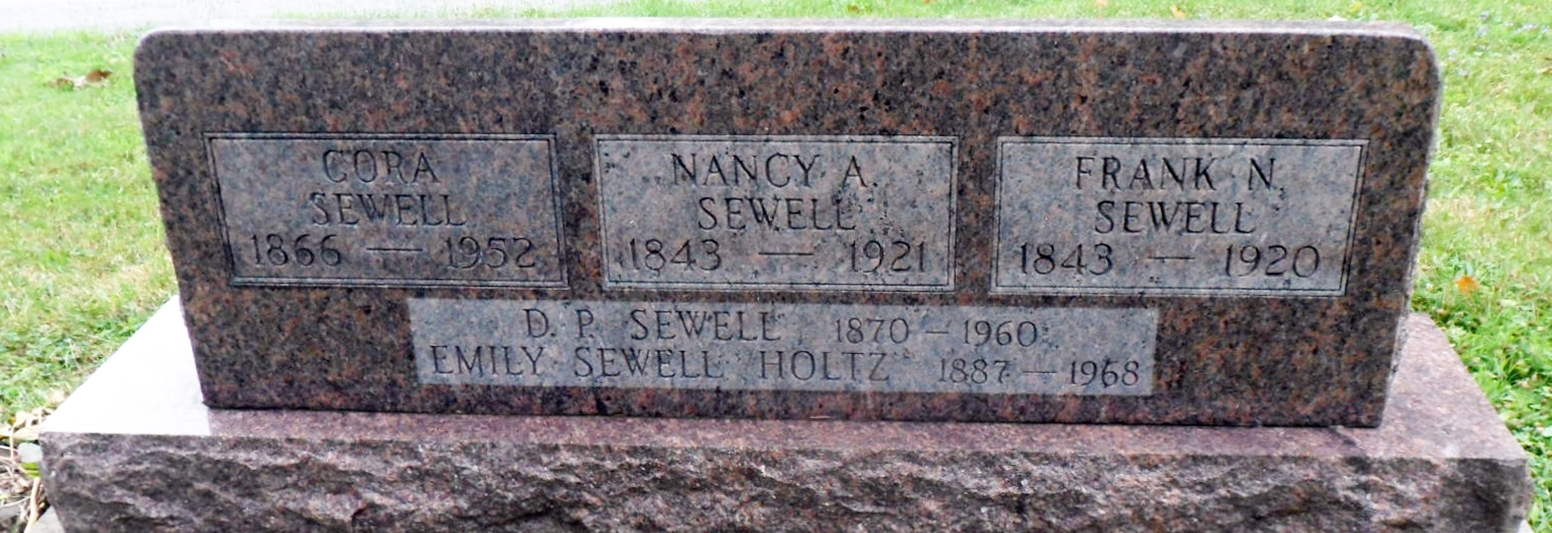 CORA
SEWELL
1866 — 1952
NANCY A.
SEWELL
1843 — 1921
FRANK N.
SEWELL
1843 — 1920
D. P. SEWELL 1870 — 1960
EMILY SEWELL HOLTZ 1887 — 1968